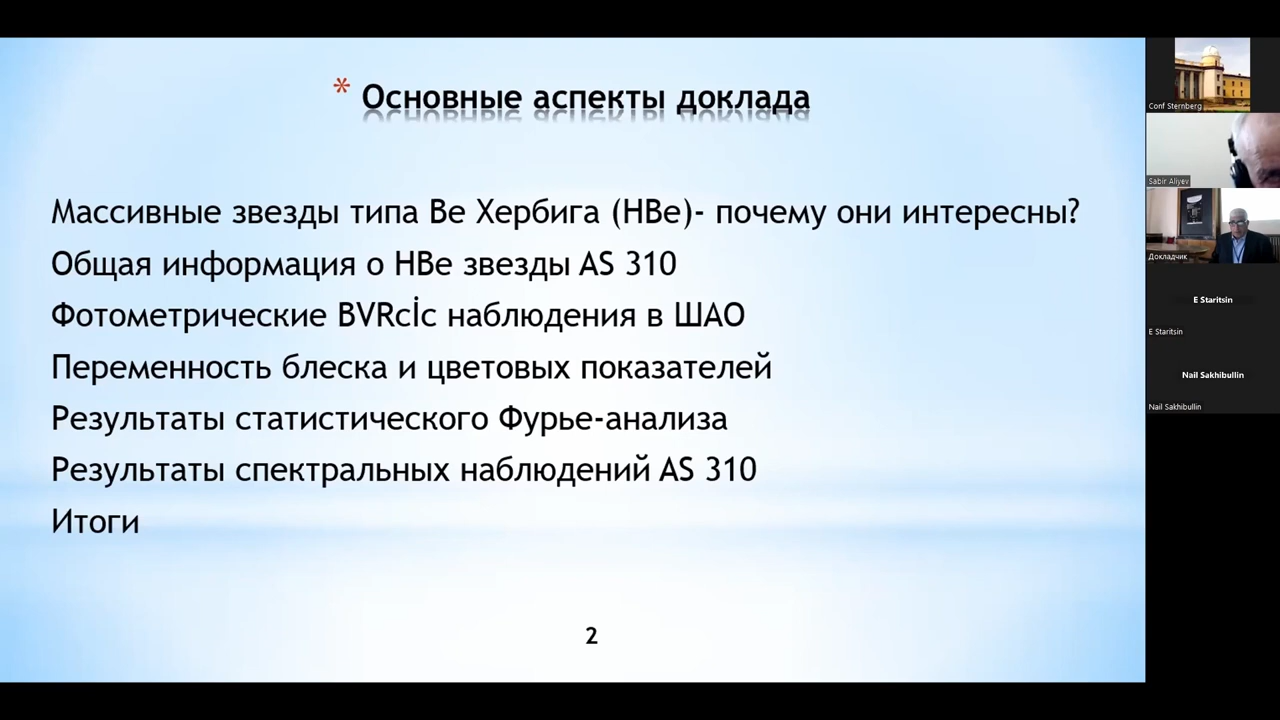 * Основные аспекты доклада
Массивные звезды типа Ве Хербига (НВе)- почему они интересны?
Общая информация о НВе звезды AS 310
Фотометрические BVRcİc наблюдения в ШАО
Переменность блеска и цветовых показателей
Результаты статистического Фурье-анализа
Результаты спектральных наблюдений AS 310
Итоги
2
Conf Sternberg
Sabir Aliyev
Докладчик
E Staritsin
E Staritsin
Nail Sakhibullin
Nail Sakhibullin